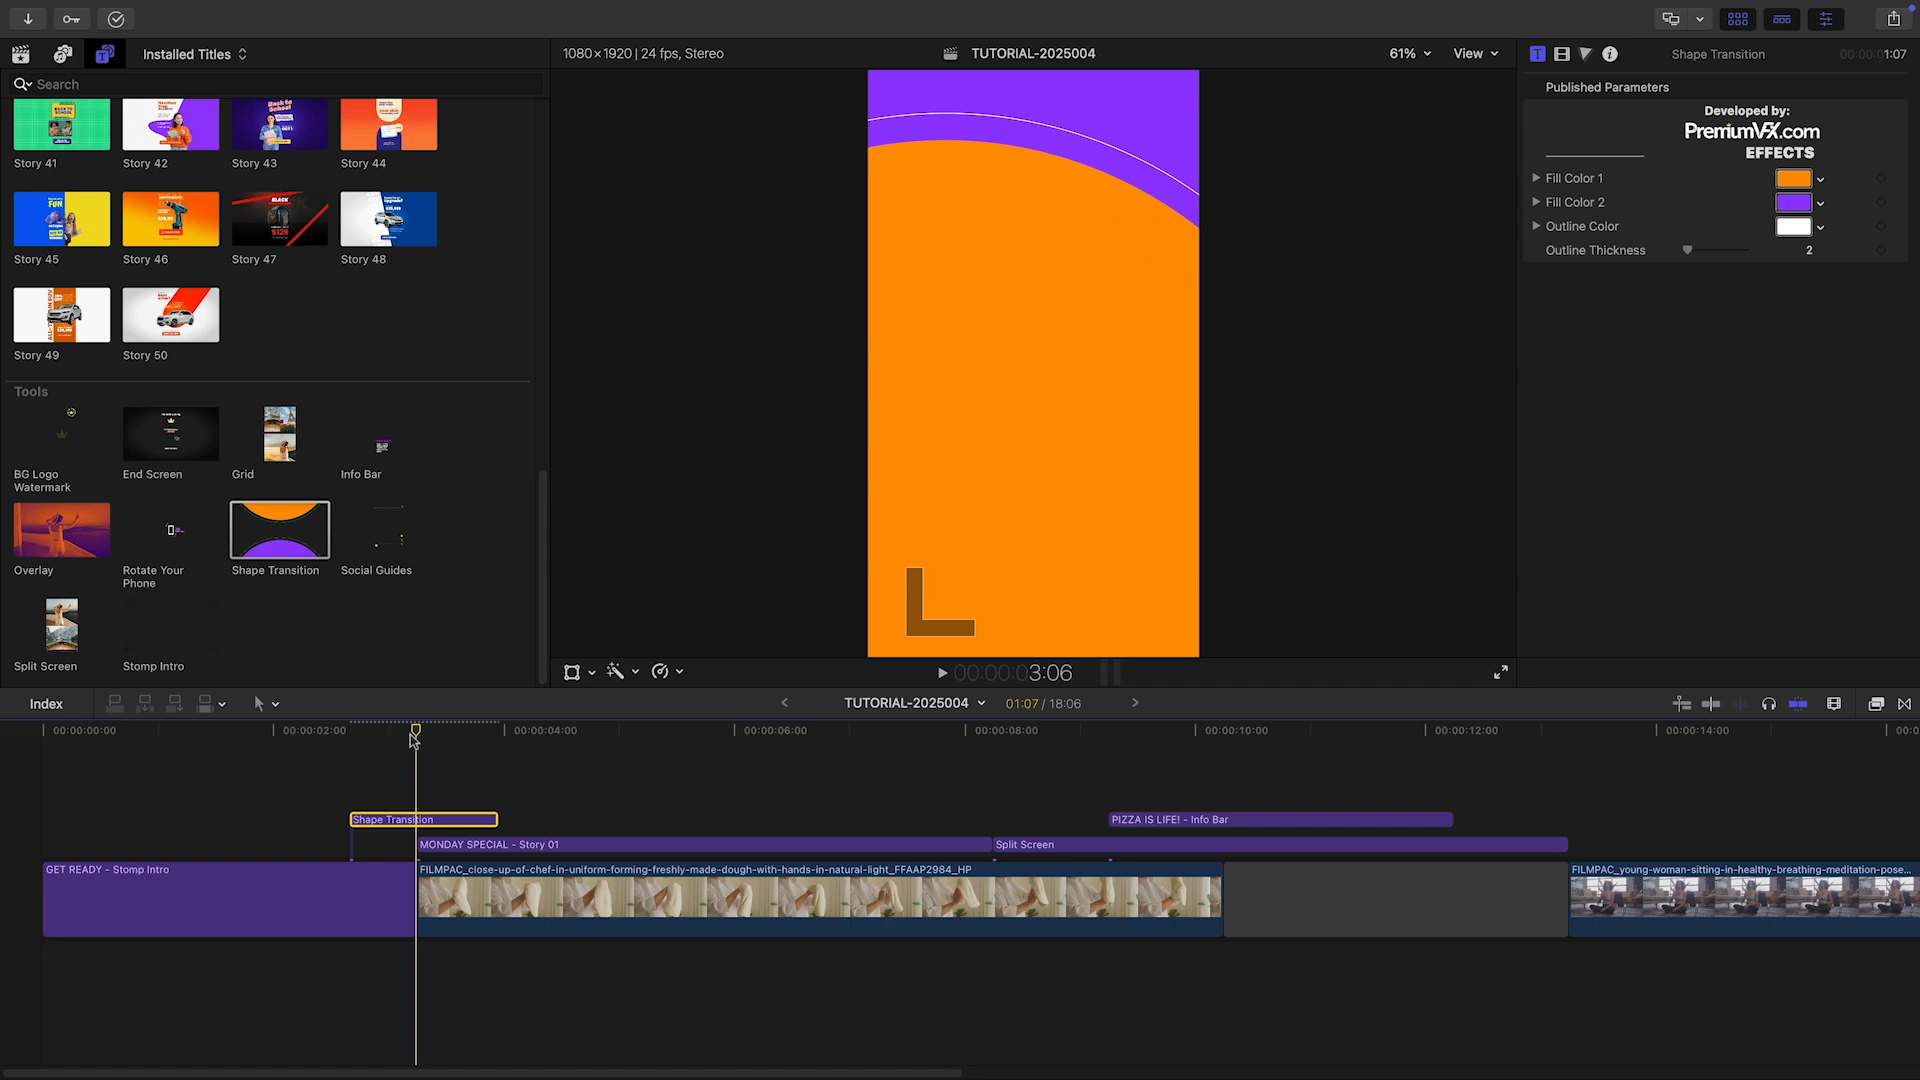 Installed Titles
1080×1920 | 24 fps, Stereo
TUTORIAL-2025004
61%
View
Shape Transition
00:00:01:07
Search
Published Parameters
Developed by:
PremiumVX.com
EFFECTS
Fill Color 1
Fill Color 2
Outline Color
Outline Thickness
2
Story 41
Story 42
Story 43
Story 44
Story 45
Story 46
Story 47
Story 48
Story 49
Story 50
Tools
BG Logo
Watermark
End Screen
Grid
Info Bar
Overlay
Rotate Your
Phone
Shape Transition
Social Guides
Split Screen
Stomp Intro
00:00:03:06
Index
TUTORIAL-2025004
01:07 / 18:06
00:00:00:00
00:00:02:00
00:00:04:00
00:00:06:00
00:00:08:00
00:00:10:00
00:00:12:00
00:00:14:00
Shape Transition
PIZZA IS LIFE! - Info Bar
MONDAY SPECIAL - Story 01
Split Screen
GET READY - Stomp Intro
FILMPAC_close-up-of-chef-in-uniform-forming-freshly-made-dough-with-hands-in-natural-light_FFAAP2984_HP
FILMPAC_young-woman-sitting-in-healthy-breathing-meditation-pose...